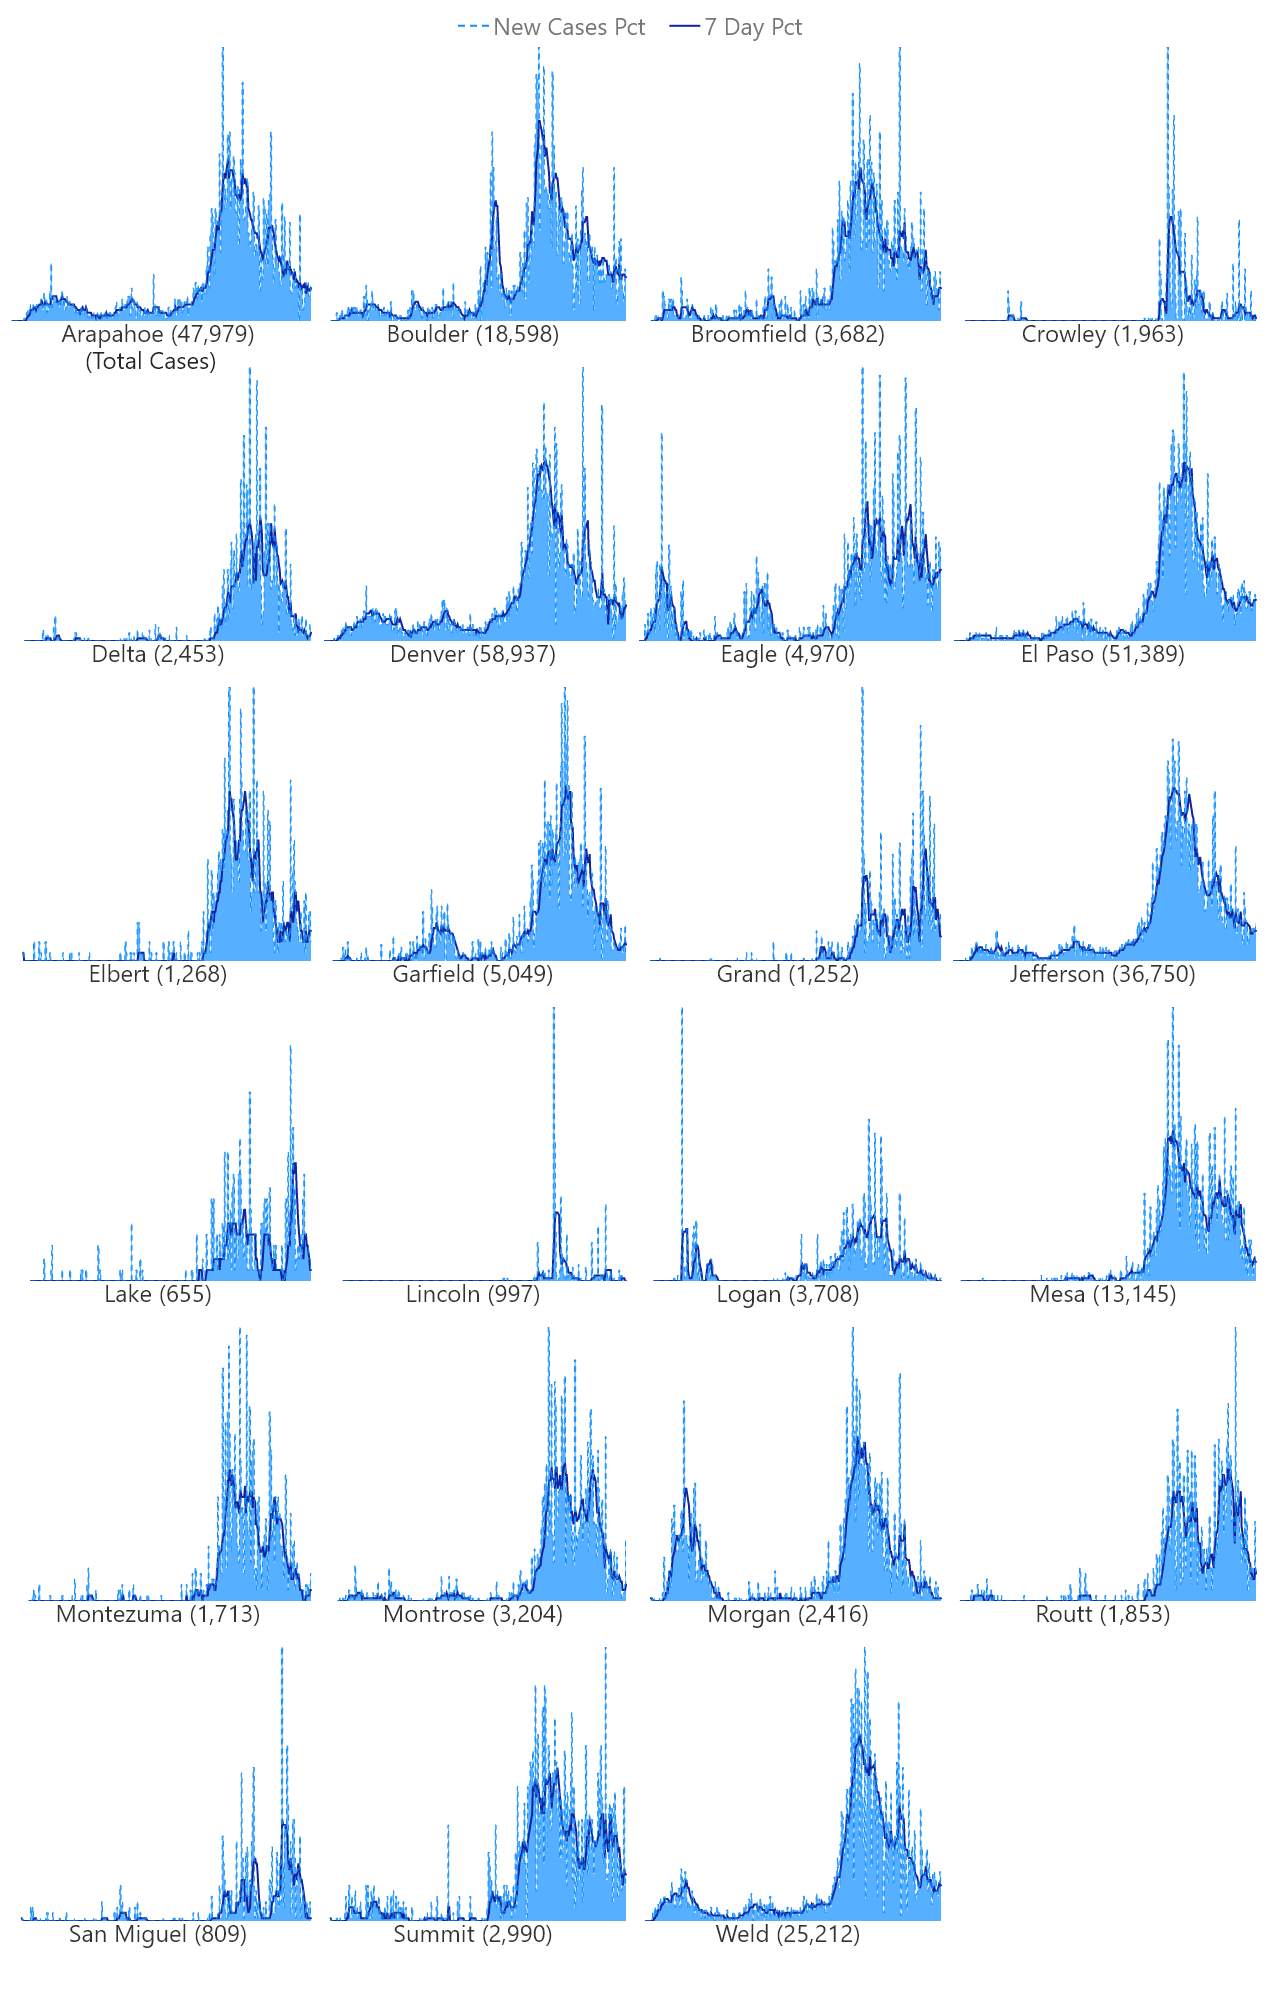 New Cases Pct 7 Day Pct
Arapahoe (47,979) Boulder (18,598) Broomfield (3,682) Crowley (1,963)
(Total Cases)
Delta (2,453) Denver (58,937) Eagle (4,970) El Paso (51,389)
Elbert (1,268) Garfield (5,049) Grand (1,252) Jefferson (36,750)
Lake (655) Lincoln (997) Logan (3,708) Mesa (13,145)
Montezuma (1,713) Montrose (3,204) Morgan (2,416) Routt (1,853)
San Miguel (809) Summit (2,990) Weld (25,212)